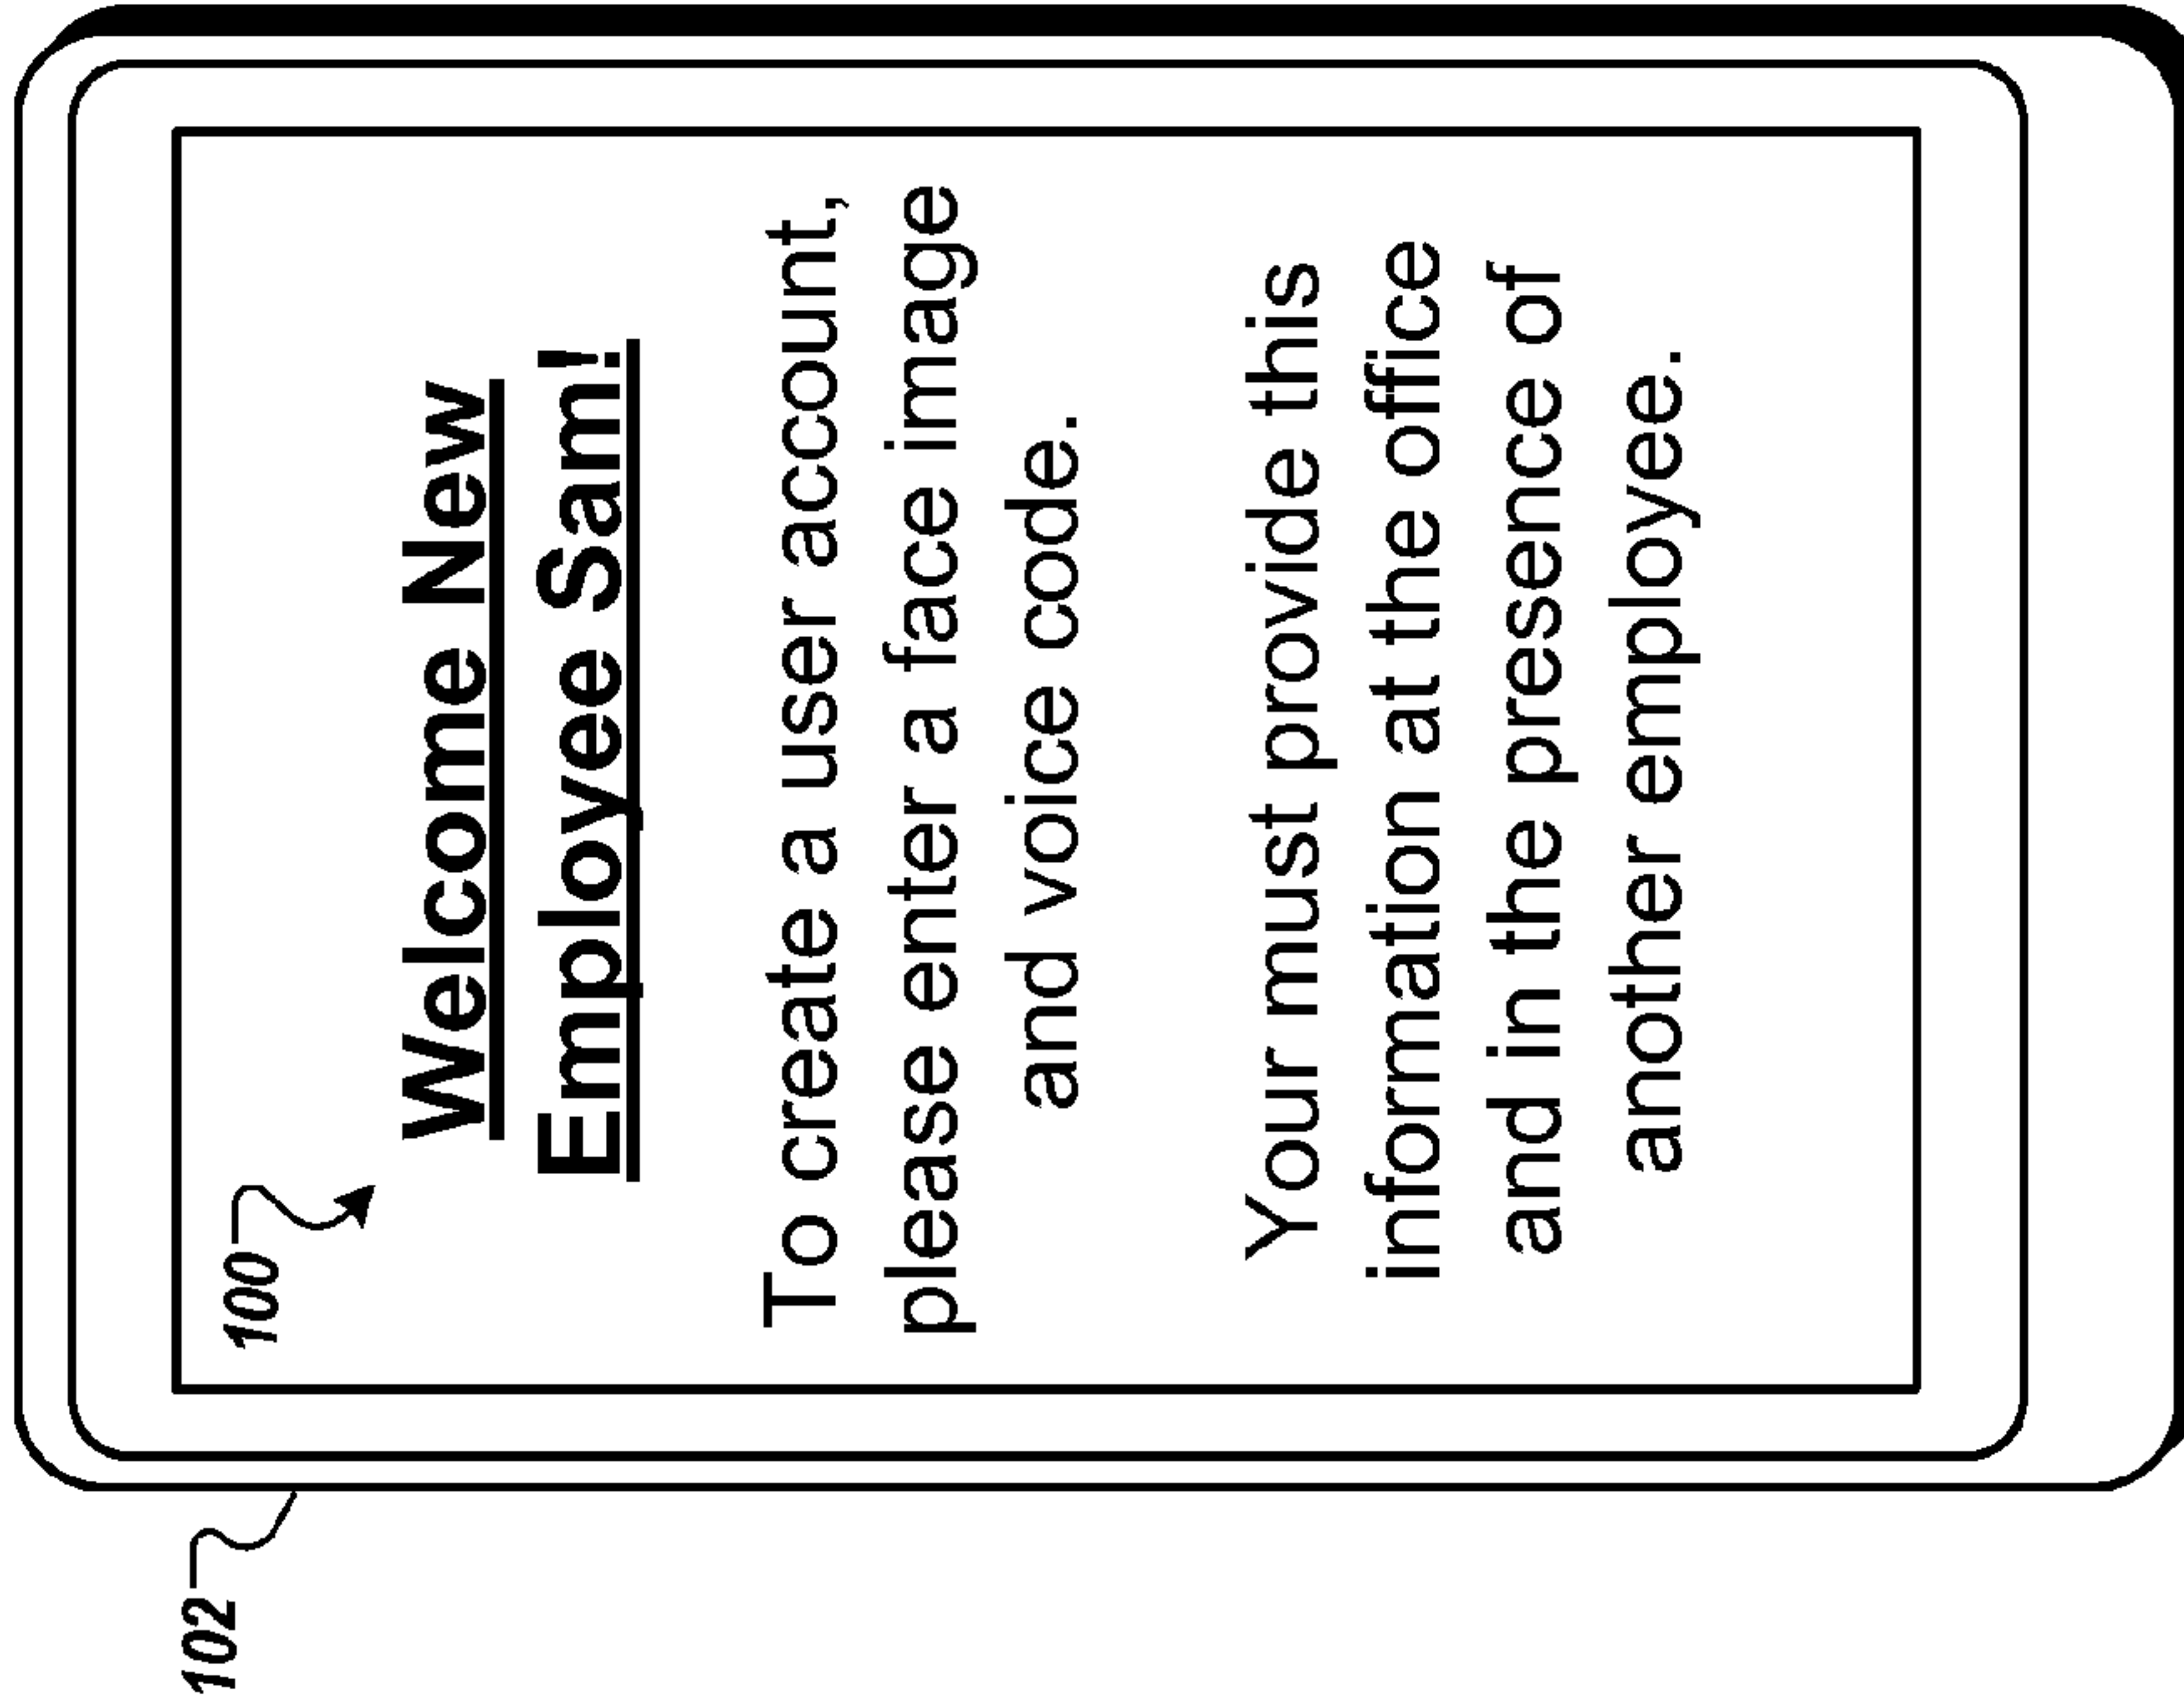 100
Welcome New
Employee Sam!
To create a user account,
please enter a face image
and voice code.
Your must provide this
information at the office
and in the presence of
another employee.
102